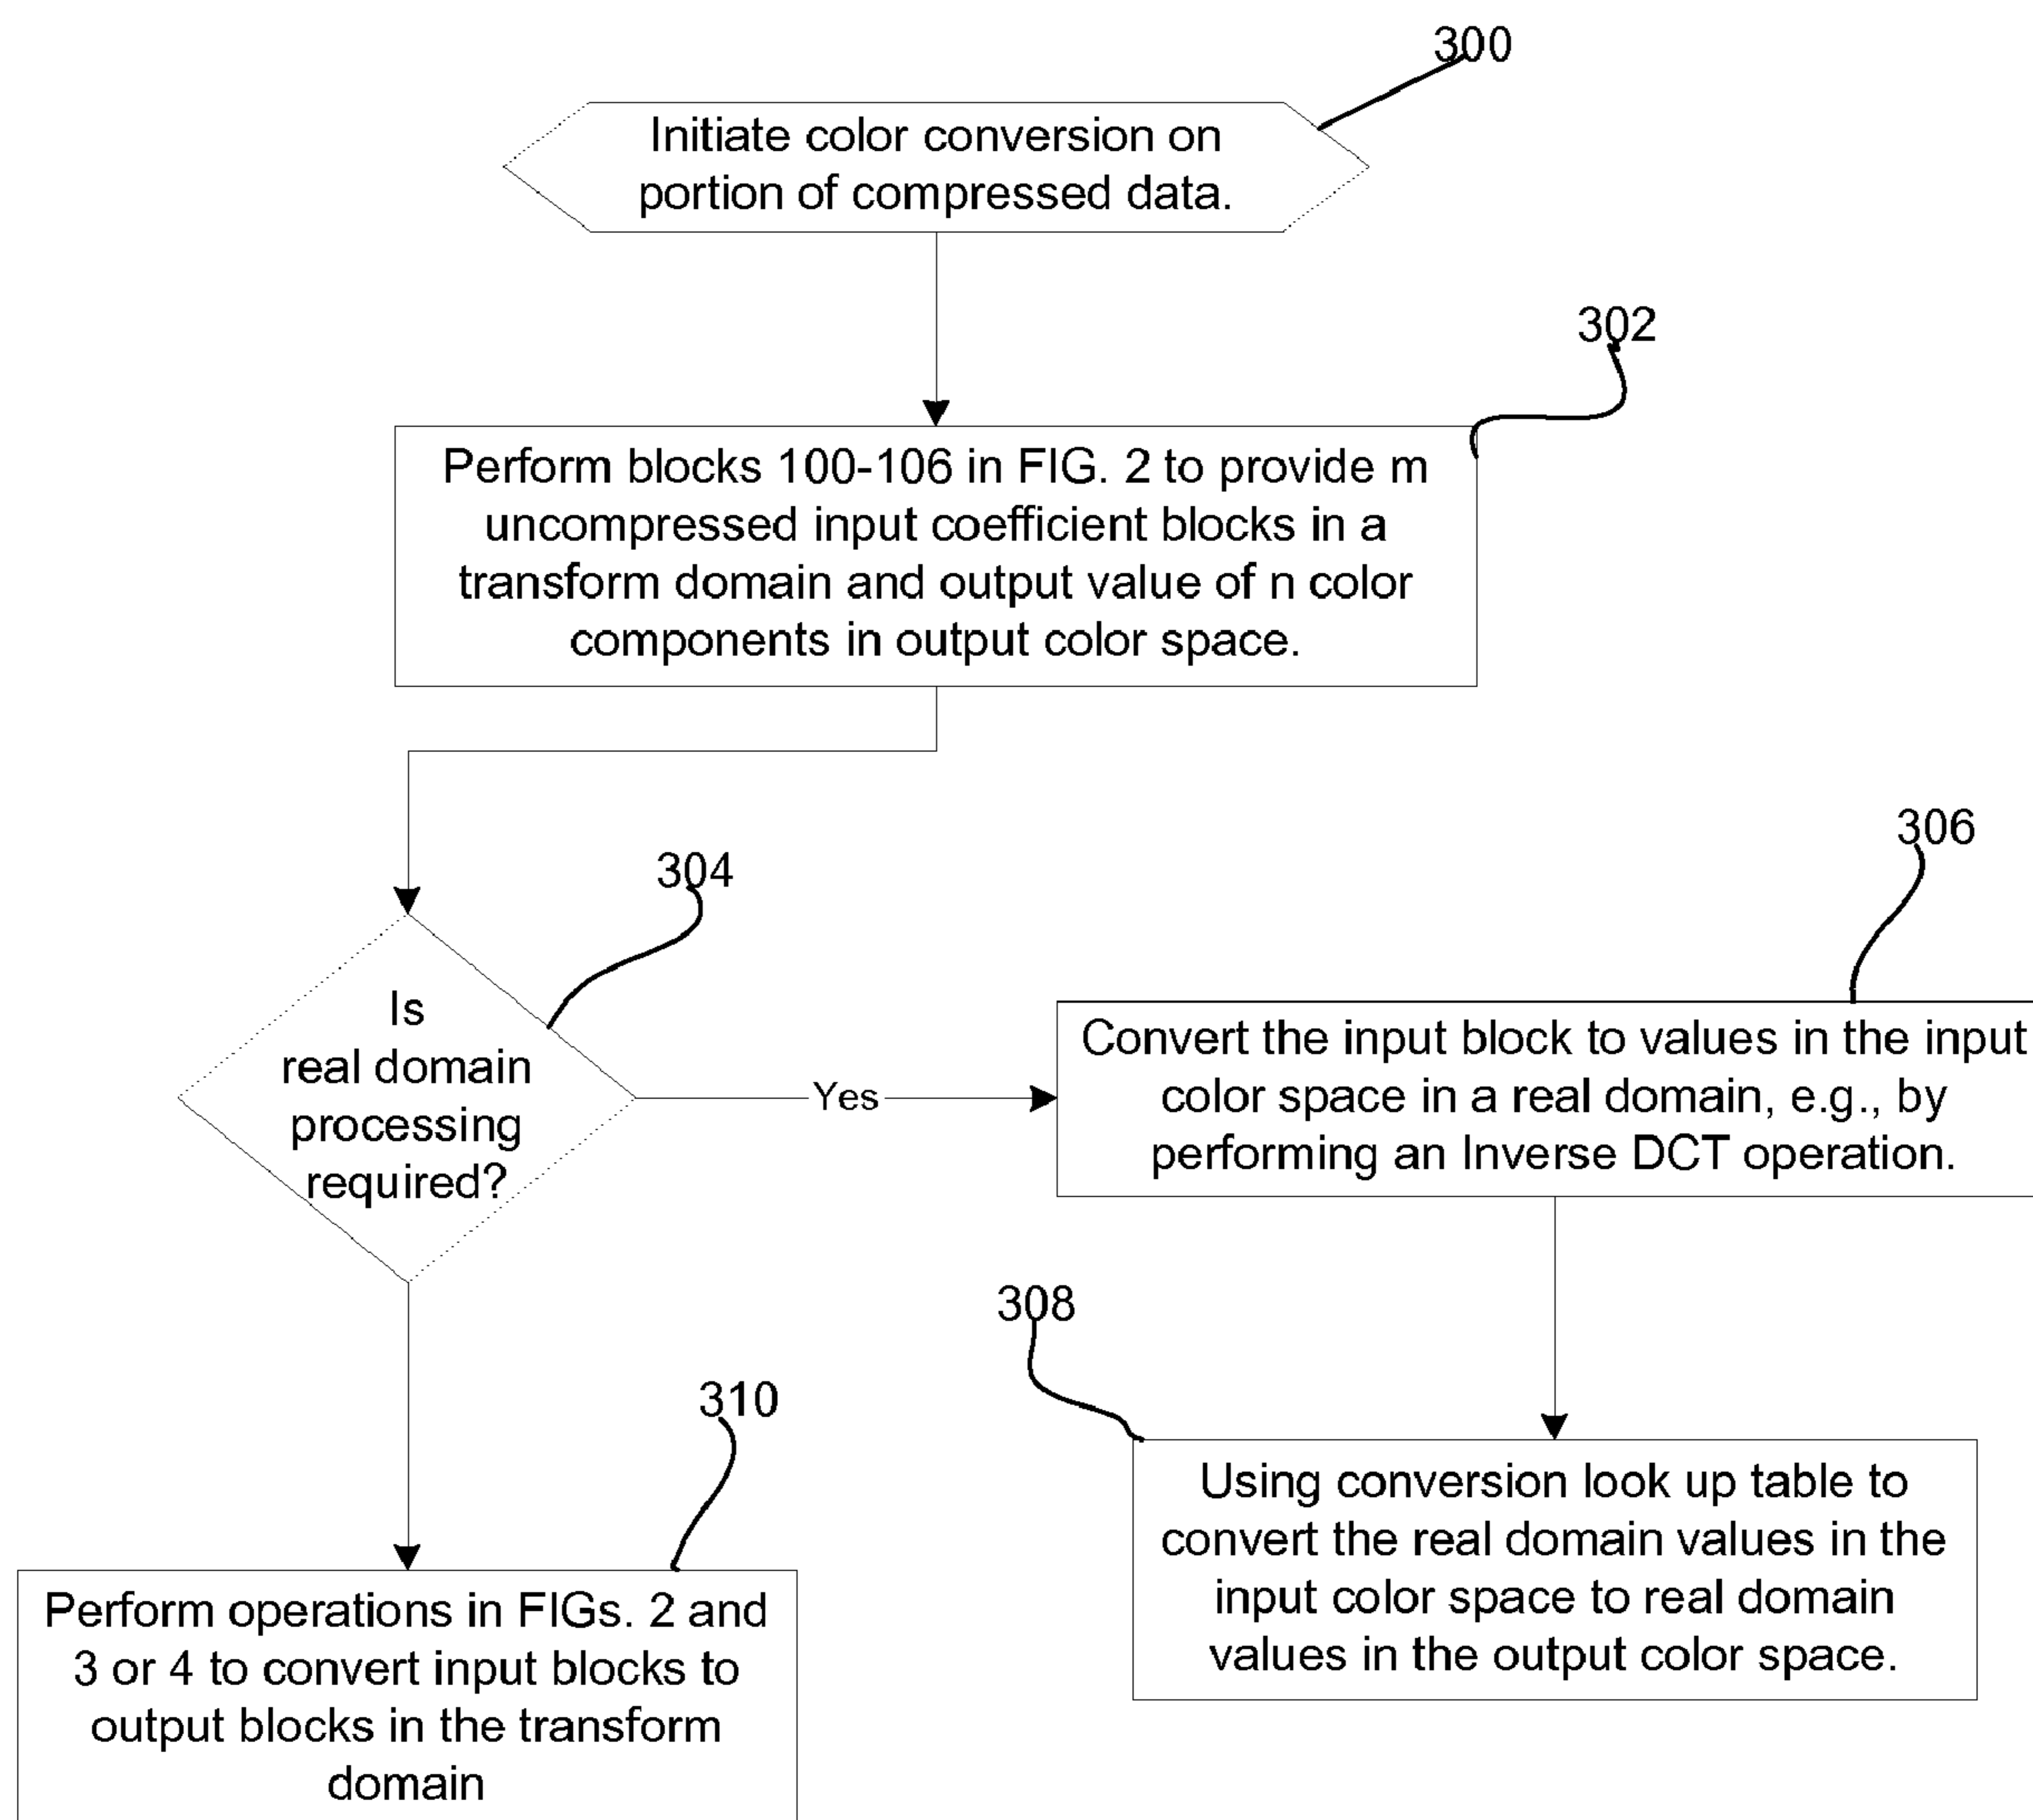 300
Initiate color conversion on
portion of compressed data.
302
Perform blocks 100-106 in FIG. 2 to provide m
uncompressed input coefficient blocks in a
transform domain and output value of n color
components in output color space.
304
Is
real domain
processing
required?
Yes
306
Convert the input block to values in the input
color space in a real domain, e.g., by
performing an Inverse DCT operation.
308
Using conversion look up table to
convert the real domain values in the
input color space to real domain
values in the output color space.
310
Perform operations in FIGs. 2 and
3 or 4 to convert input blocks to
output blocks in the transform
domain